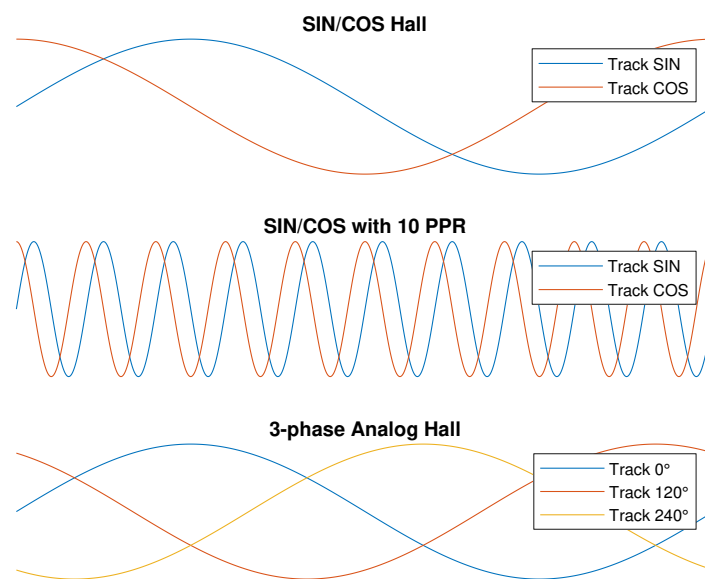 SIN/COS Hall
Track SIN
Track COS
SIN/COS with 10 PPR
Track SIN
Track COS
3-phase Analog Hall
Track 0°
Track 120°
Track 240°